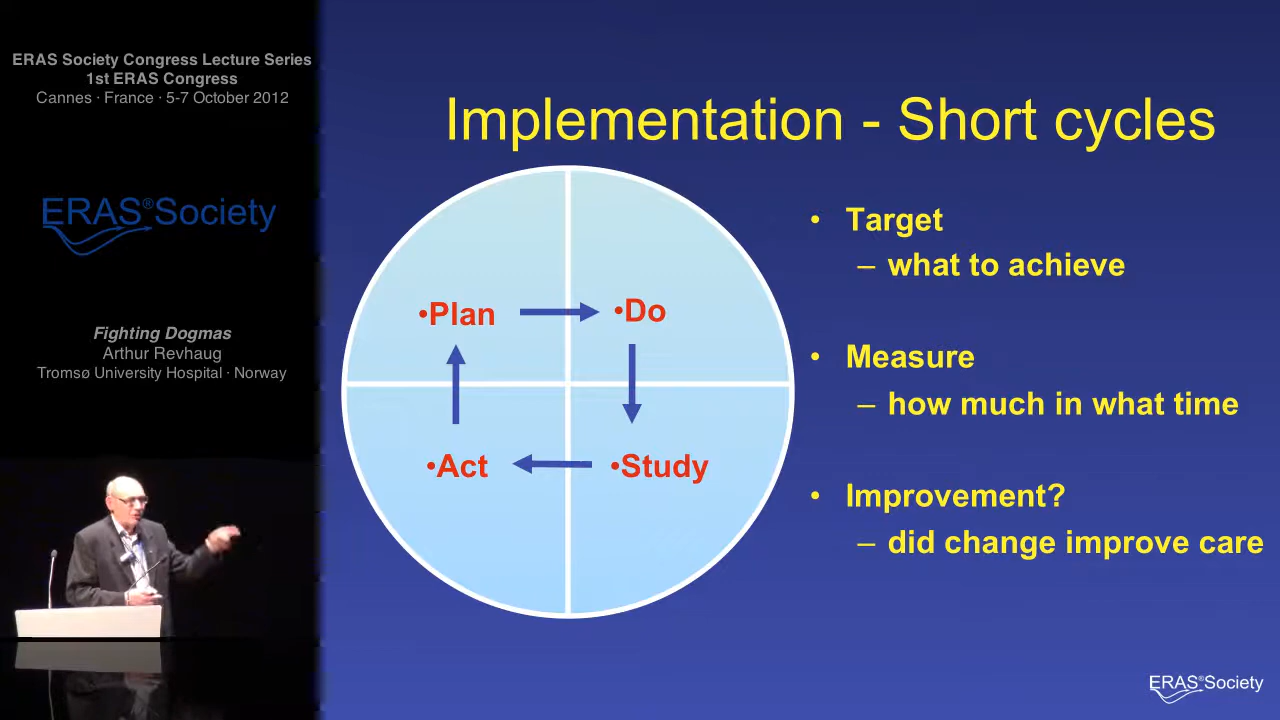 ERAS Society Congress Lecture Series
1st ERAS Congress
Cannes · France · 5-7 October 2012
ERAS®Society
Fighting Dogmas
Arthur Revhaug
Tromsø University Hospital · Norway
Implementation - Short cycles
•Plan
•Do
•Act
•Study
• Target
– what to achieve
• Measure
– how much in what time
• Improvement?
– did change improve care
ERAS®Society